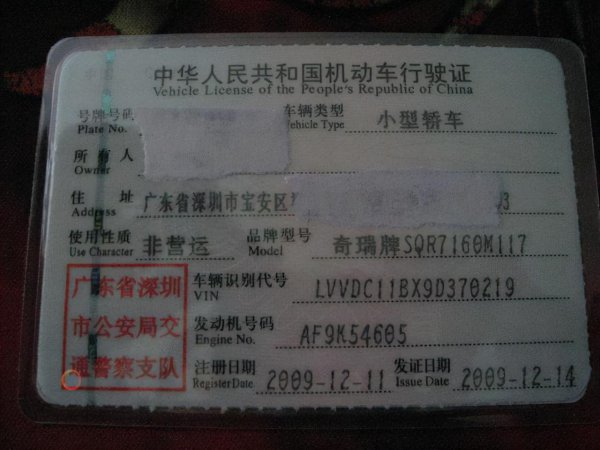 中华人民共和国机动车行驶证
Vehicle License of the People's Republic of China
号牌号码 车辆类型 小型轿车
Plate No. Vehicle Type
所有人
Owner
住址 广东省深圳市宝安区 3
Address
使用性质 非营运 品牌型号 奇瑞牌SQR7160M117
Use Character Model
广东省深圳 车辆识别代号 LVVDC11BX9D370219
VIN
市公安局交 发动机号码 AF9K54605
Engine No.
通警察支队 注册日期 2009-12-11 发证日期 2009-12-14
Register Date Issue Date